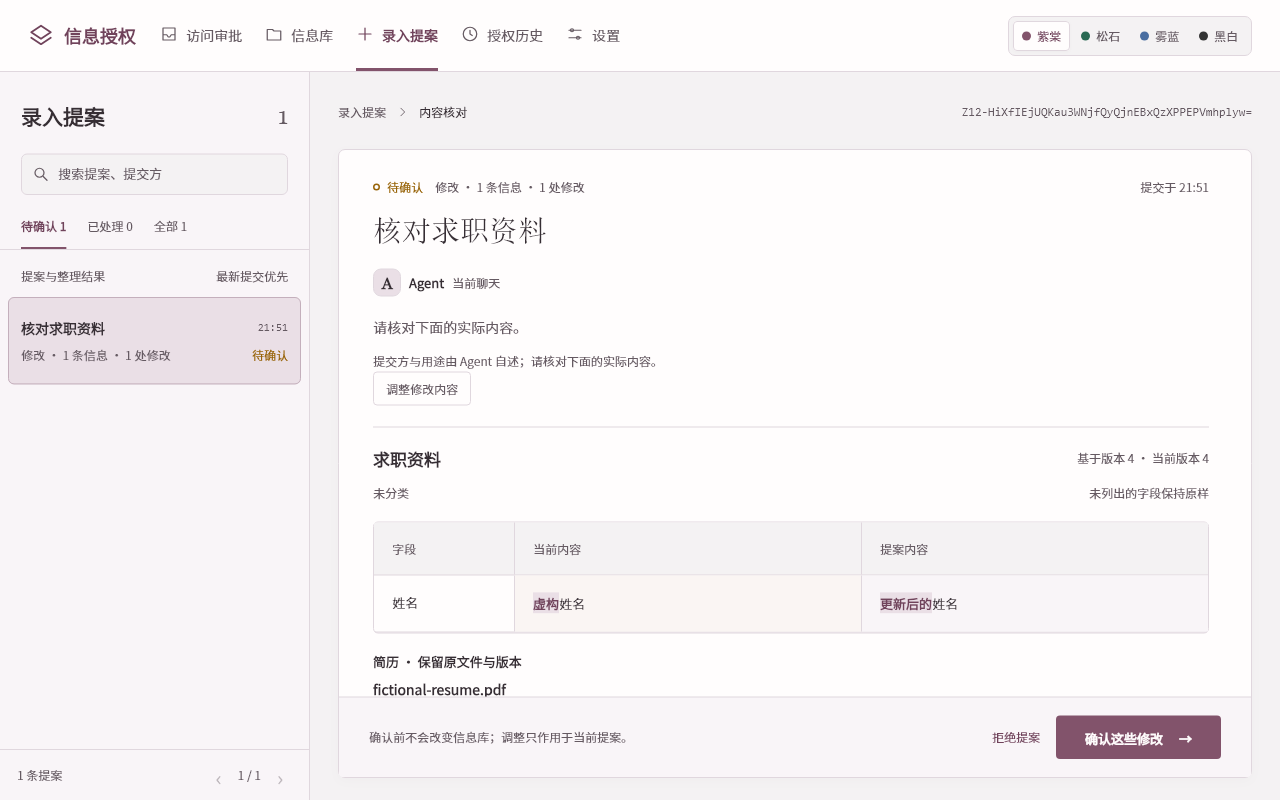 信息授权
访问审批
信息库
录入提案
授权历史
设置
紫棠
松石
雾蓝
黑白
录入提案
1
搜索提案、提交方
待确认 1
已处理 0
全部 1
提案与整理结果
最新提交优先
核对求职资料
21:51
修改 · 1 条信息 · 1 处修改
待确认
1 条提案
‹ 1 / 1 ›
录入提案 > 内容核对
Z12-HiXfIEjUQKau3WNjfQyQjnEBxQzXPPEPVmhplyw=
待确认 修改 · 1 条信息 · 1 处修改
提交于 21:51
核对求职资料
A Agent 当前聊天
请核对下面的实际内容。
提交方与用途由 Agent 自述；请核对下面的实际内容。
调整修改内容
求职资料
基于版本 4 · 当前版本 4
未分类
未列出的字段保持原样
字段 当前内容 提案内容
姓名 虚构姓名 更新后的姓名
简历 · 保留原文件与版本
fictional-resume.pdf
确认前不会改变信息库；调整只作用于当前提案。
拒绝提案
确认这些修改 →